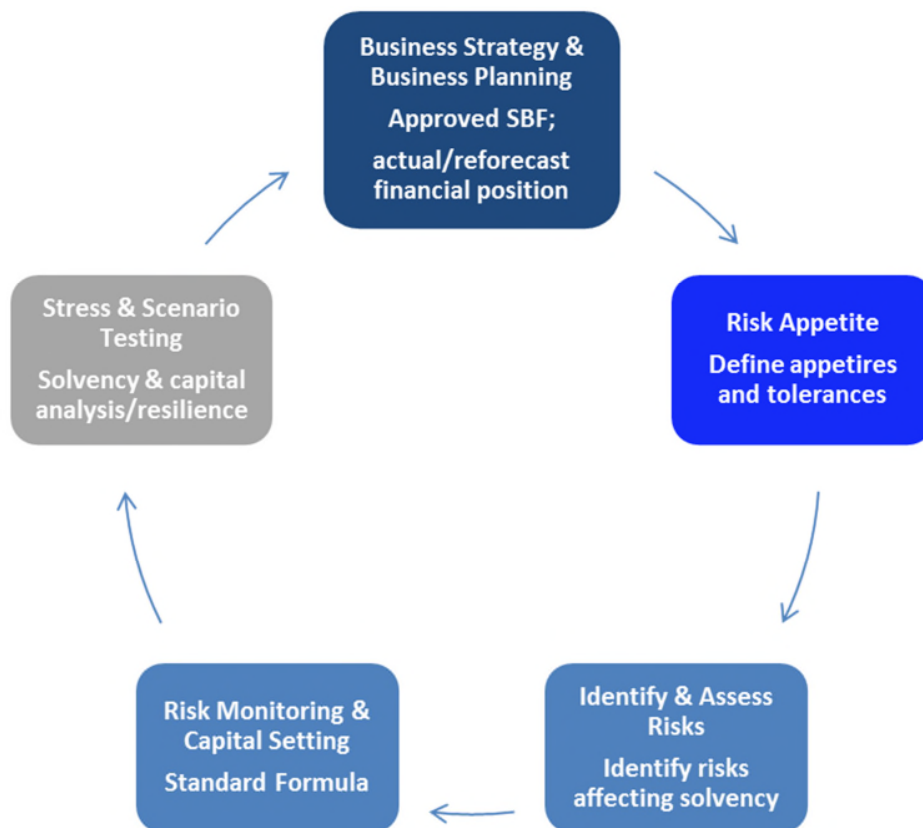 Business Strategy &
Business Planning
Approved SBF;
actual/reforecast
financial position
Risk Appetite
Define appetires
and tolerances
Identify & Assess
Risks
Identify risks
affecting solvency
Risk Monitoring &
Capital Setting
Standard Formula
Stress & Scenario
Testing
Solvency & capital
analysis/resilience